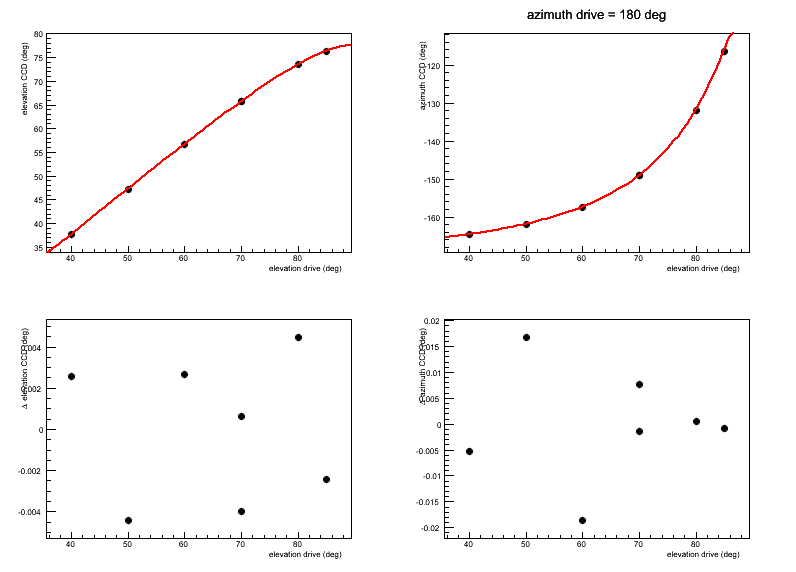 azimuth drive = 180 deg
elevation CCD (deg)
80
75
70
65
60
55
50
45
40
35
40 50 60 70 80
elevation drive (deg)
azimuth CCD (deg)
-120
-130
-140
-150
-160
40 50 60 70 80
elevation drive (deg)
Δ elevation CCD (deg)
0.004
0.002
0
-0.002
-0.004
40 50 60 70 80
elevation drive (deg)
Δ azimuth CCD (deg)
0.02
0.015
0.01
0.005
0
-0.005
-0.01
-0.015
-0.02
40 50 60 70 80
elevation drive (deg)